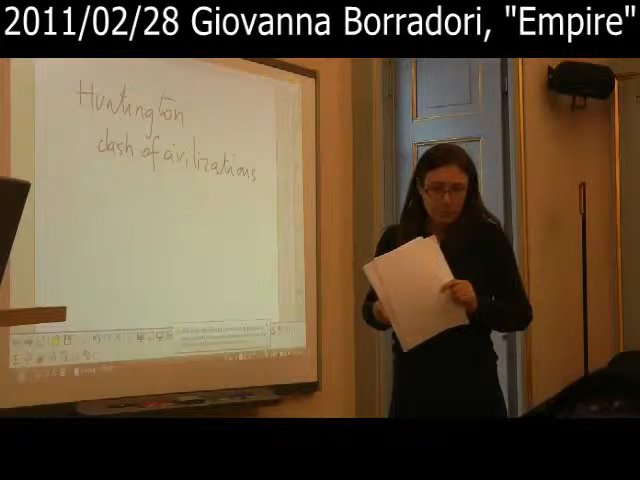 2011/02/28 Giovanna Borradori, "Empire"
Huntington
clash of civilizations